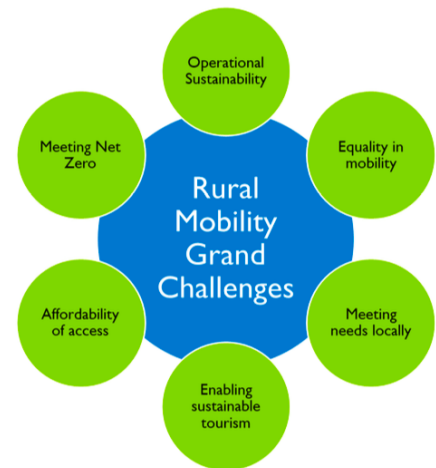 Operational
Sustainability
Meeting Net
Zero
Equality in
mobility
Rural
Mobility
Grand
Challenges
Affordability
of access
Meeting
needs locally
Enabling
sustainable
tourism